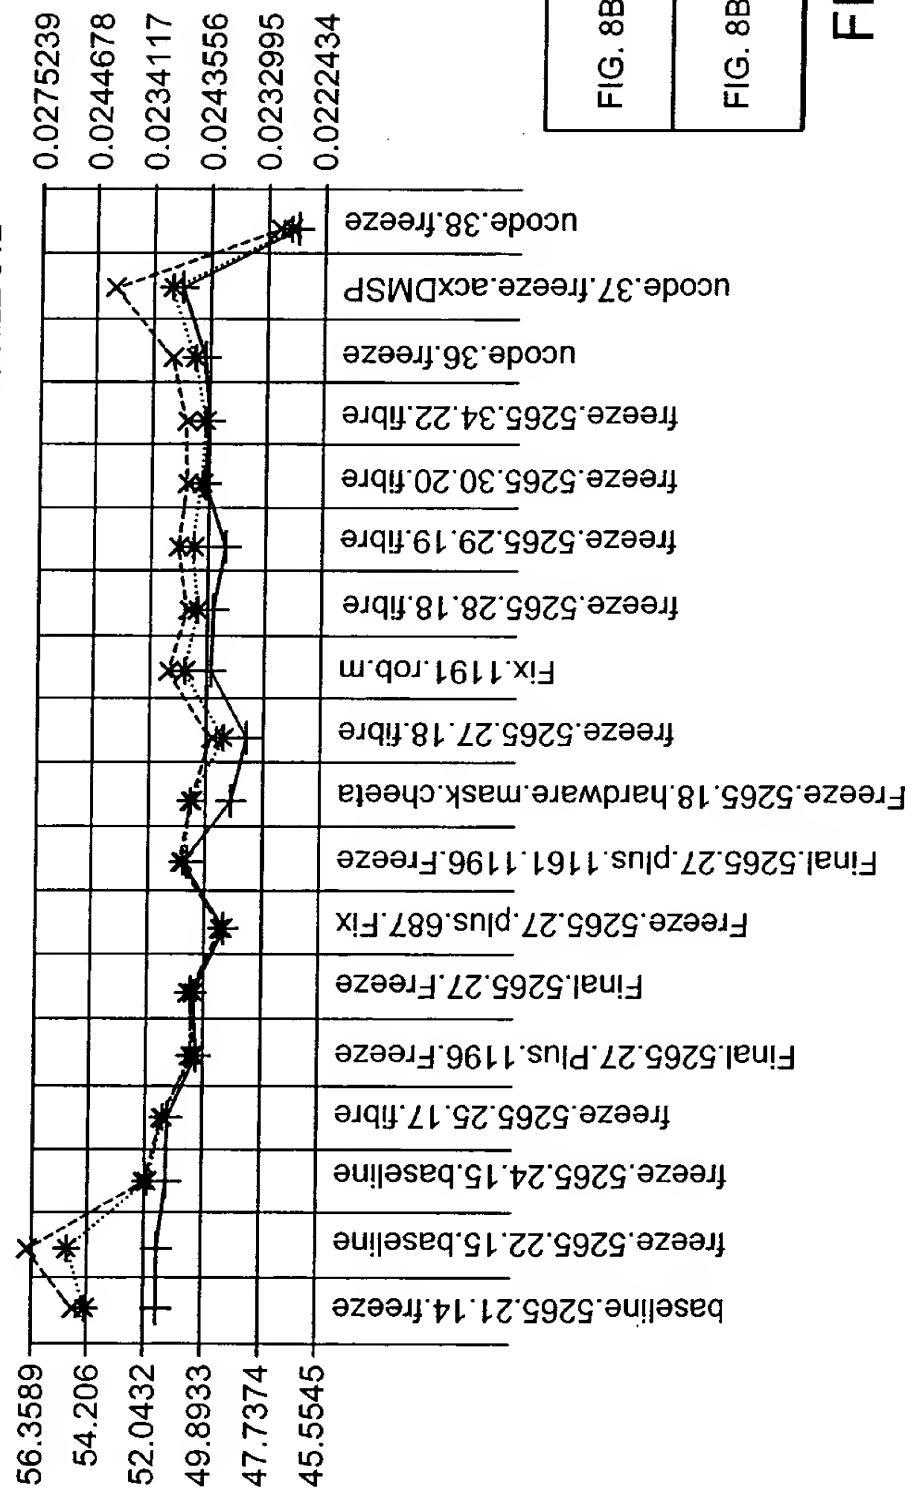 0.0275239
0.0244678
0.0234117
0.0243556
0.0232995
0.0222434
56.3589
54.206
52.0432
49.8933
47.7374
45.5545
baseline.5265.21.14.freeze
freeze.5265.22.15.baseline
freeze.5265.24.15.baseline
freeze.5265.25.17.fibre
Final.5265.27.Plus.1196.Freeze
Final.5265.27.Freeze
Freeze.5265.27.plus.687.Fix
Final.5265.27.plus.1161.1196.Freeze
Freeze.5265.18.hardware.mask.cheeta
freeze.5265.27.18.fibre
Fix.1191.rob.m
freeze.5265.28.18.fibre
freeze.5265.29.19.fibre
freeze.5265.30.20.fibre
freeze.5265.34.22.fibre
ucode.36.freeze
ucode.37.freeze.acxDMSP
ucode.38.freeze
FIG. 8B
FIG. 8B